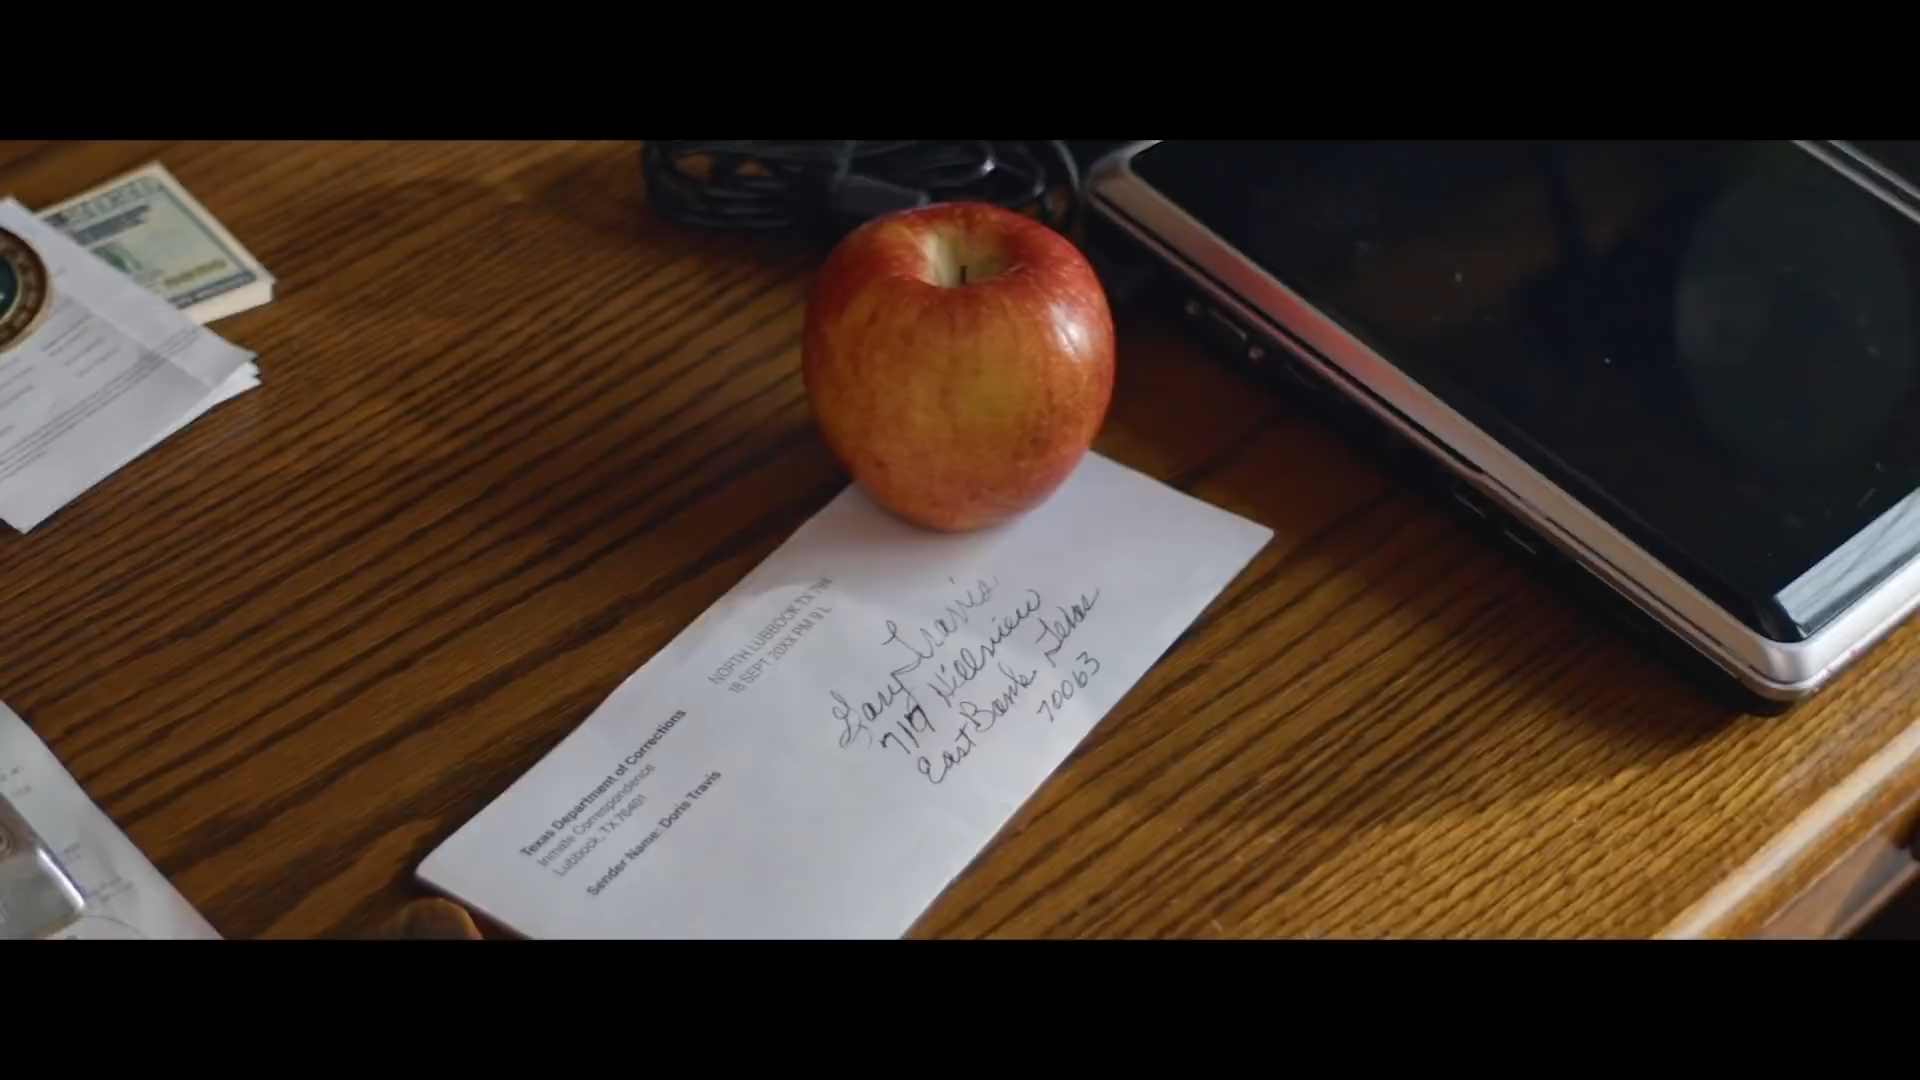 NORTH LUBBOCK TX 794
18 SEPT 20XX PM 9 L
Gary Travis
717 Hillview
East Bank Texas
70063
Texas Department of Corrections
Inmate Correspondence
Lubbock, TX 76401
Sender Name: Doris Travis